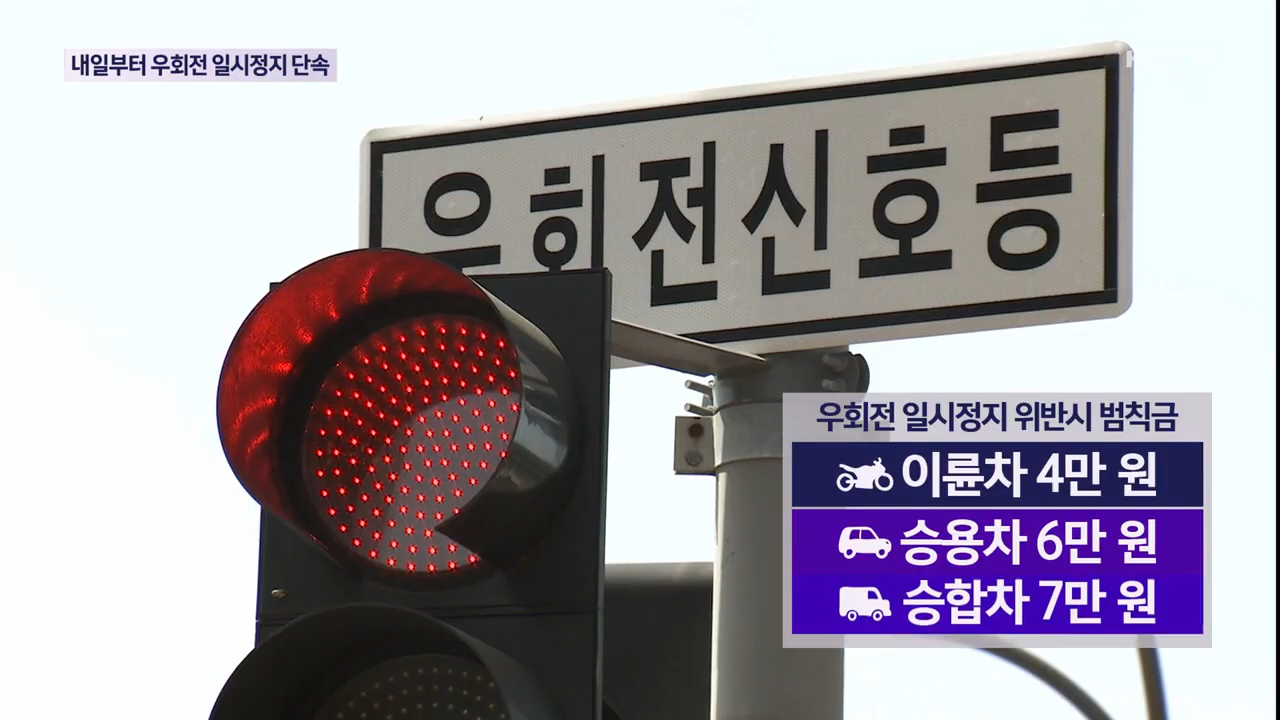 내일부터 우회전 일시정지 단속
우회전신호등
우회전 일시정지 위반시 범칙금
이륜차 4만 원
승용차 6만 원
승합차 7만 원